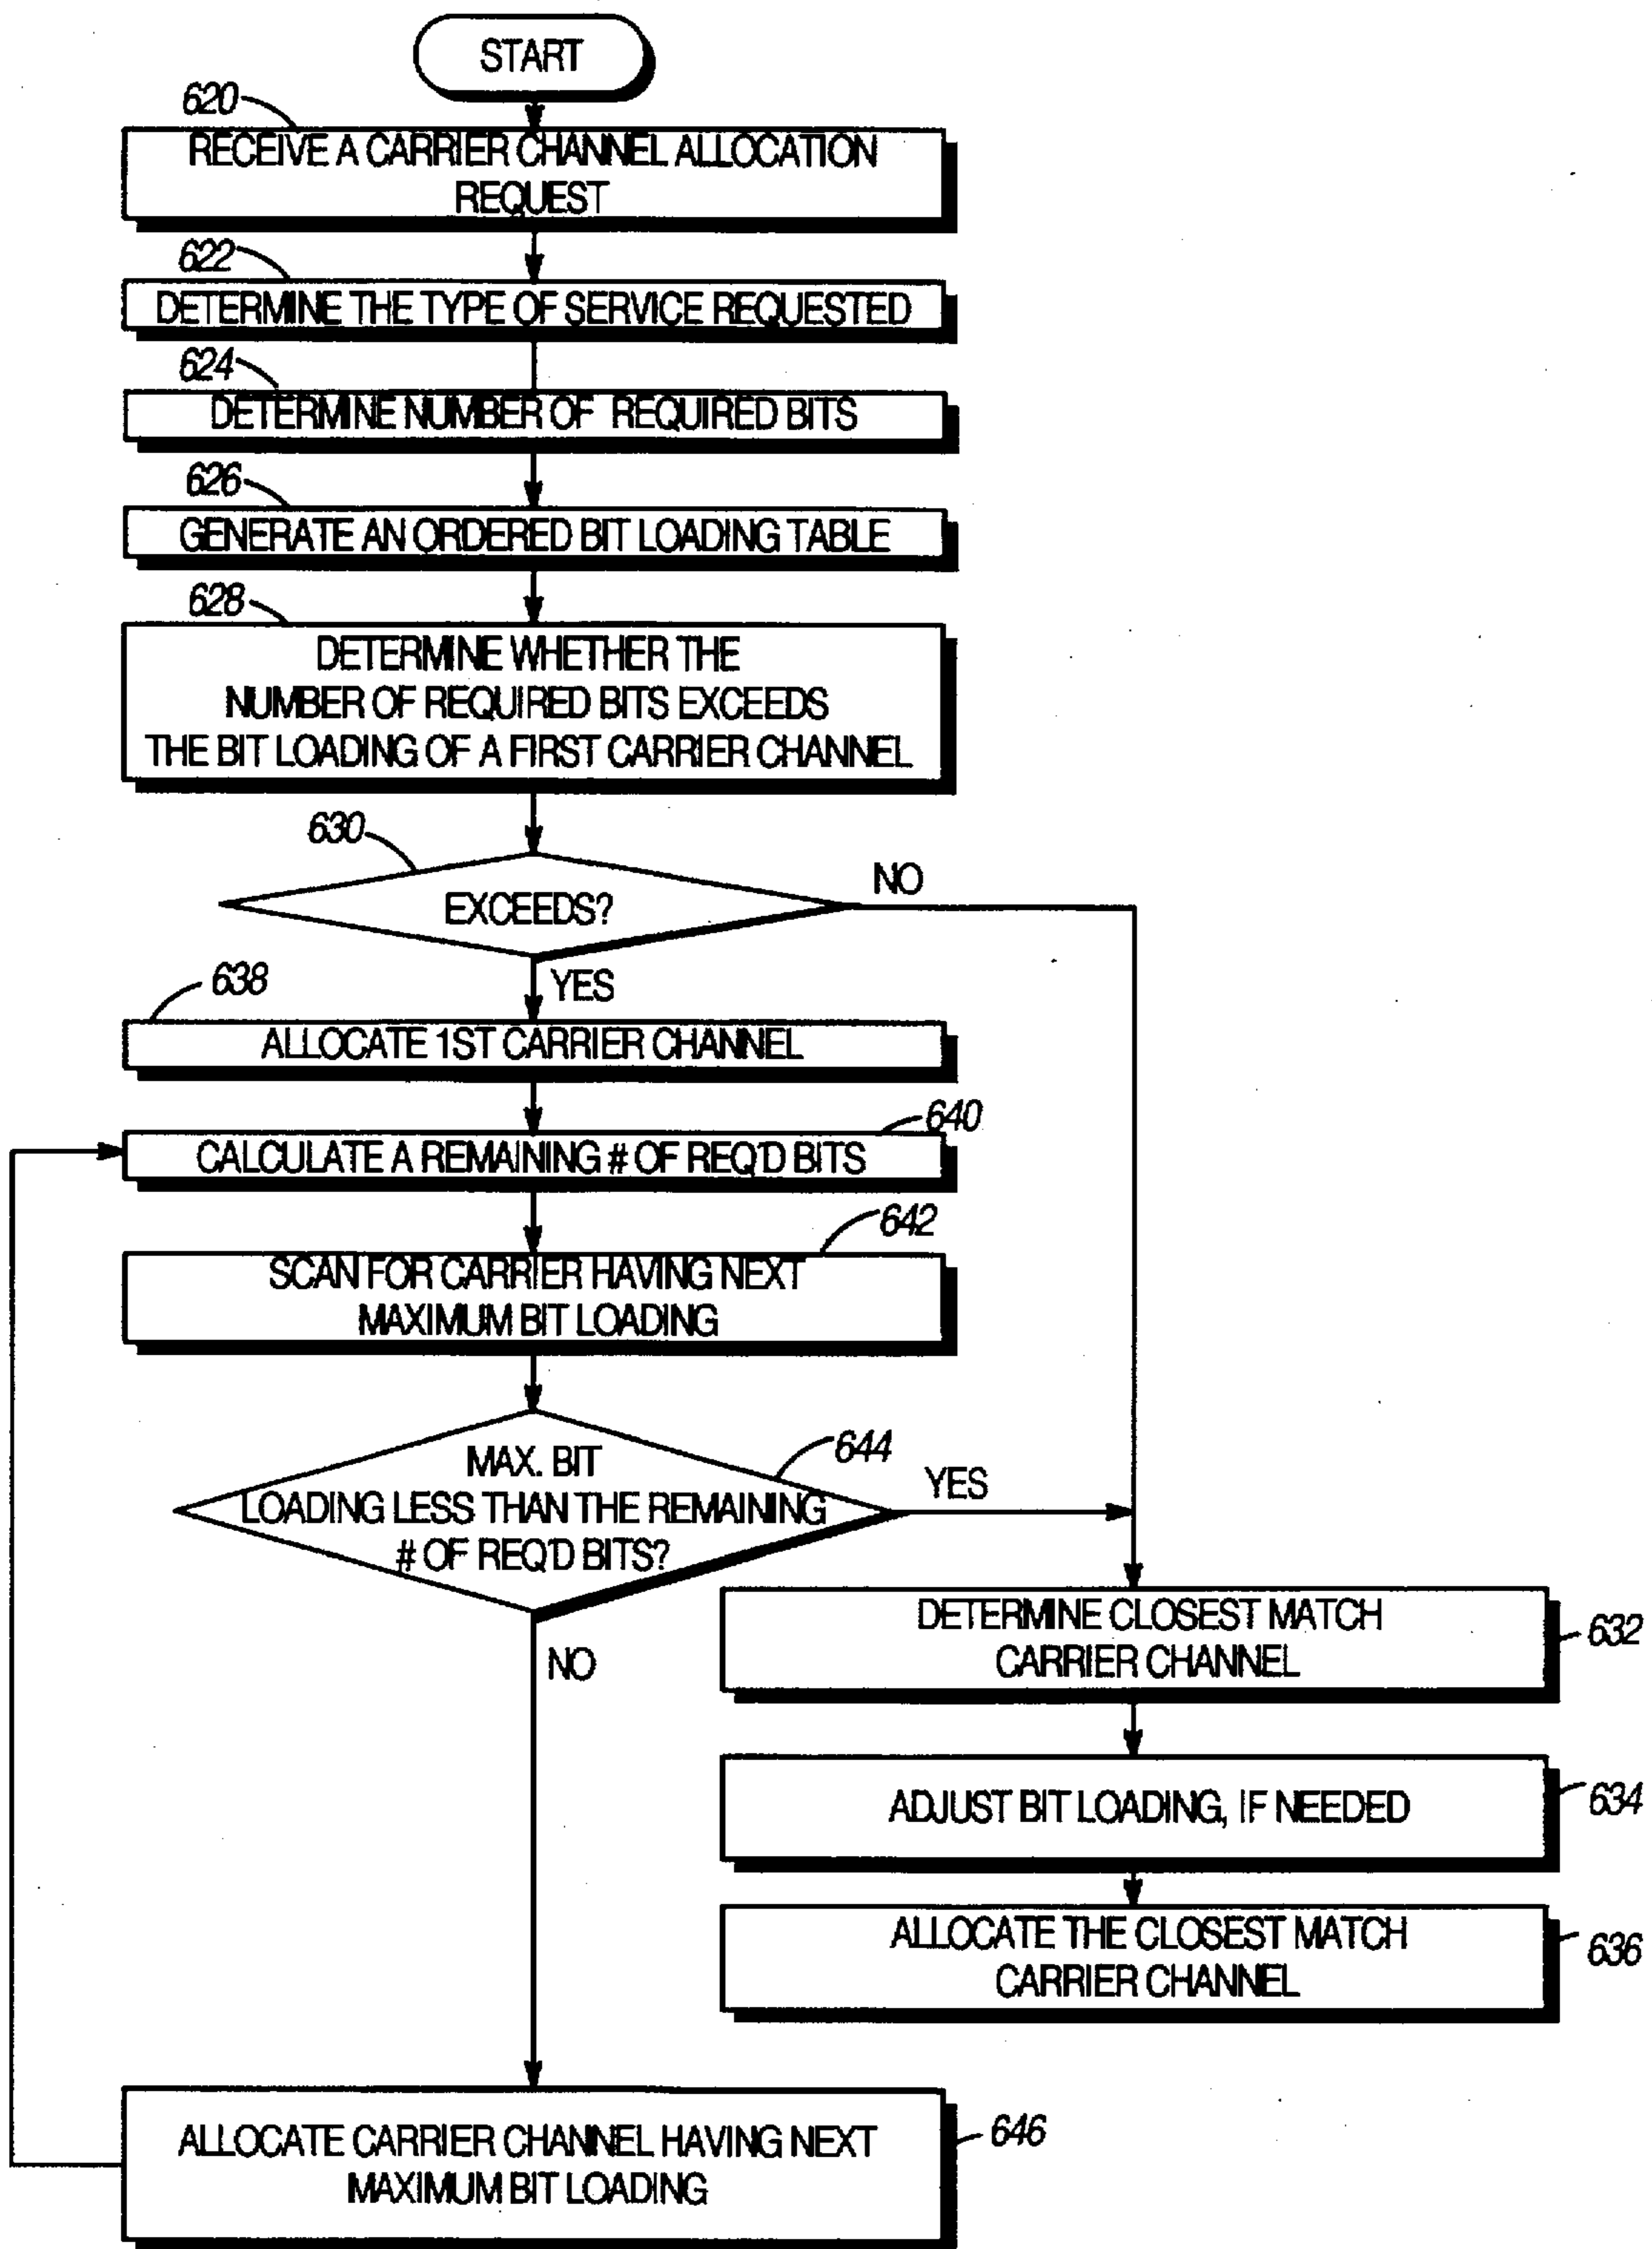 START
620
RECEIVE A CARRIER CHANNEL ALLOCATION
REQUEST
622
DETERMINE THE TYPE OF SERVICE REQUESTED
624
DETERMINE NUMBER OF REQUIRED BITS
626
GENERATE AN ORDERED BIT LOADING TABLE
628
DETERMINE WHETHER THE
NUMBER OF REQUIRED BITS EXCEEDS
THE BIT LOADING OF A FIRST CARRIER CHANNEL
630
EXCEEDS?
NO
YES
638
ALLOCATE 1ST CARRIER CHANNEL
640
CALCULATE A REMAINING # OF REQ'D BITS
642
SCAN FOR CARRIER HAVING NEXT
MAXIMUM BIT LOADING
644
MAX. BIT
LOADING LESS THAN THE REMAINING
# OF REQ'D BITS?
YES
NO
DETERMINE CLOSEST MATCH
CARRIER CHANNEL
632
ADJUST BIT LOADING, IF NEEDED
634
ALLOCATE THE CLOSEST MATCH
CARRIER CHANNEL
636
ALLOCATE CARRIER CHANNEL HAVING NEXT
MAXIMUM BIT LOADING
646